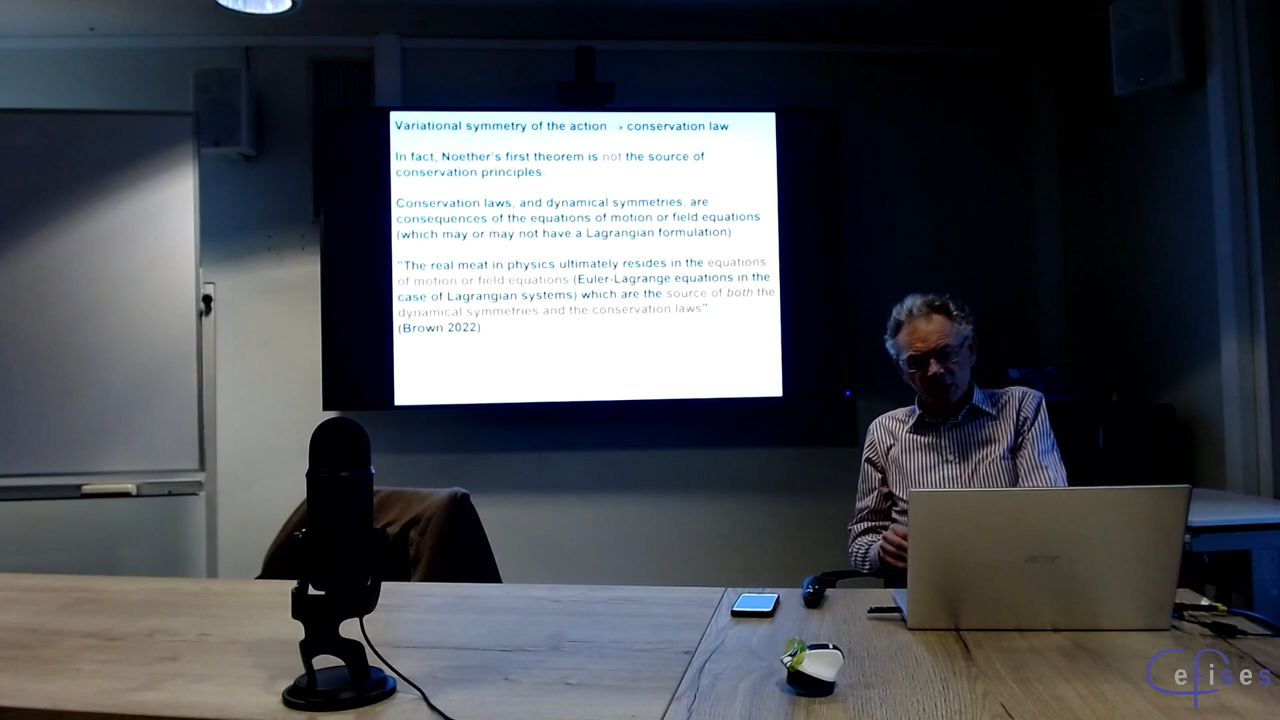 Variational symmetry of the action → conservation law
In fact, Noether's first theorem is not the source of
conservation principles.
Conservation laws, and dynamical symmetries, are
consequences of the equations of motion or field equations
(which may or may not have a Lagrangian formulation)
"The real meat in physics ultimately resides in the equations
of motion or field equations (Euler-Lagrange equations in the
case of Lagrangian systems) which are the source of both the
dynamical symmetries and the conservation laws"
(Brown 2022)
acer
Cefises